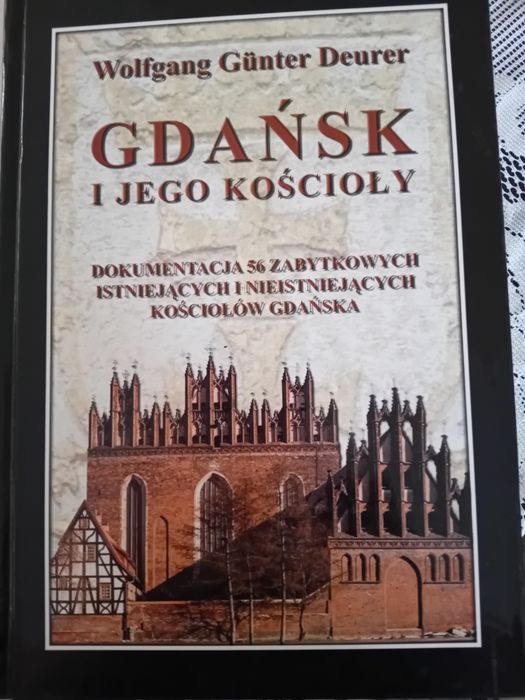 Wolfgang Günter Deurer
GDAŃSK
I JEGO KOŚCIOŁY
DOKUMENTACJA 56 ZABYTKOWYCH
ISTNIEJĄCYCH I NIEISTNIEJĄCYCH
KOŚCIOŁÓW GDAŃSKA